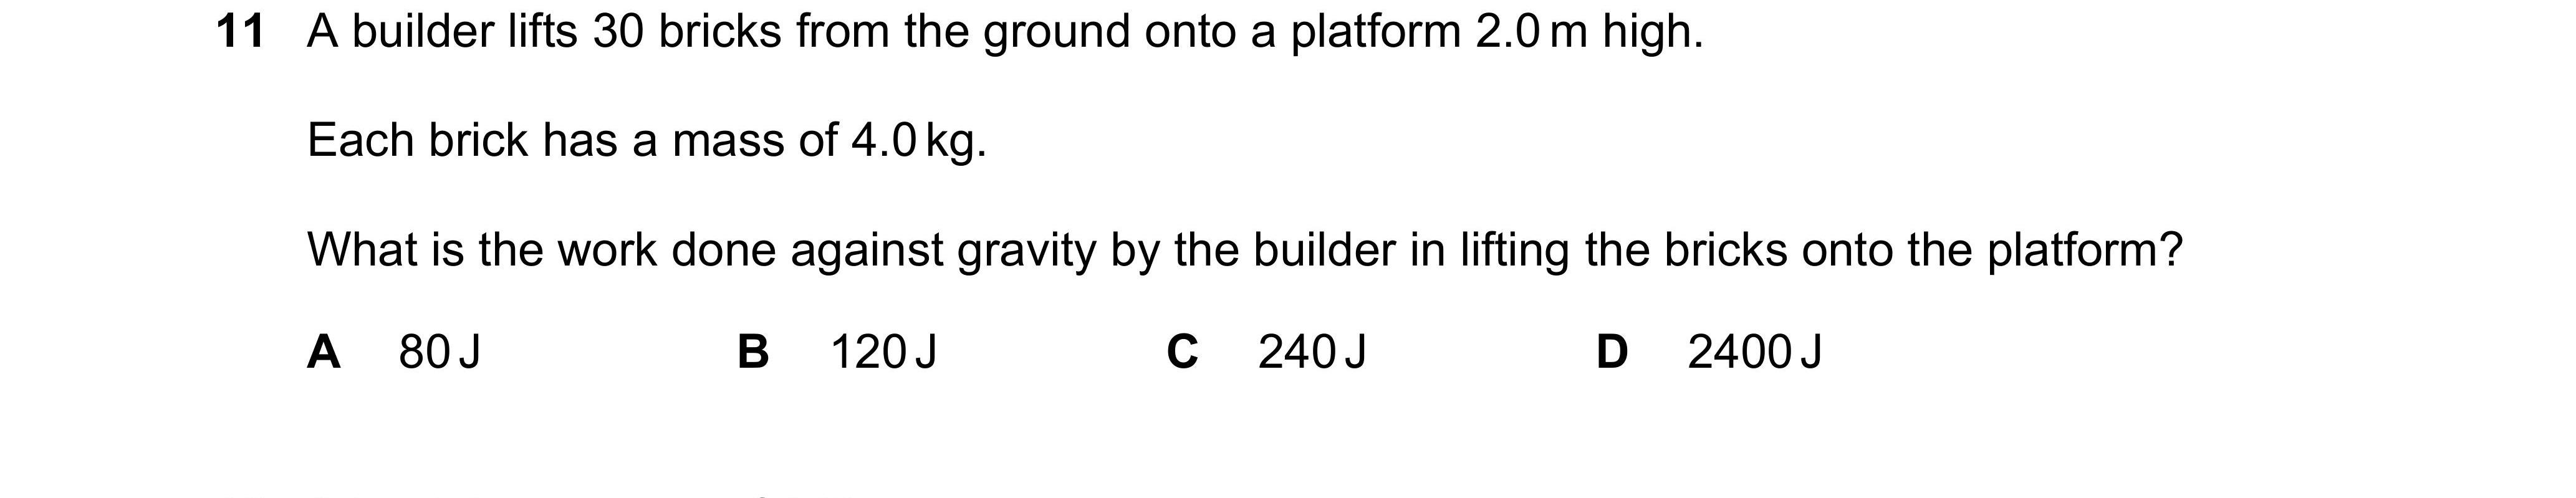 11 A builder lifts 30 bricks from the ground onto a platform 2.0 m high.
Each brick has a mass of 4.0 kg.
What is the work done against gravity by the builder in lifting the bricks onto the platform?
A 80 J B 120 J C 240 J D 2400 J